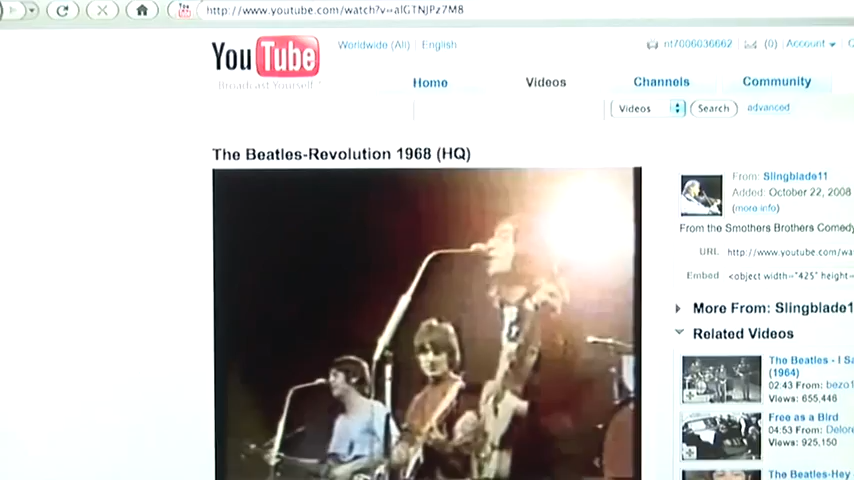 http://www.youtube.com/watch?v=alGTNJPz7M8
You Tube
Broadcast Yourself
Worldwide (All) | English
nt7006036662 (0) Account
Home Videos Channels Community
Videos Search advanced
The Beatles-Revolution 1968 (HQ)
From: Slingblade11
Added: October 22, 2008
(more info)
From the Smothers Brothers Comedy
URL http://www.youtube.com/wa
Embed <object width="425" height=
More From: Slingblade1
Related Videos
The Beatles - I Sa
(1964)
02:43 From: bezo1
Views: 655,446
Free as a Bird
04:53 From: Delore
Views: 925,150
The Beatles-Hey